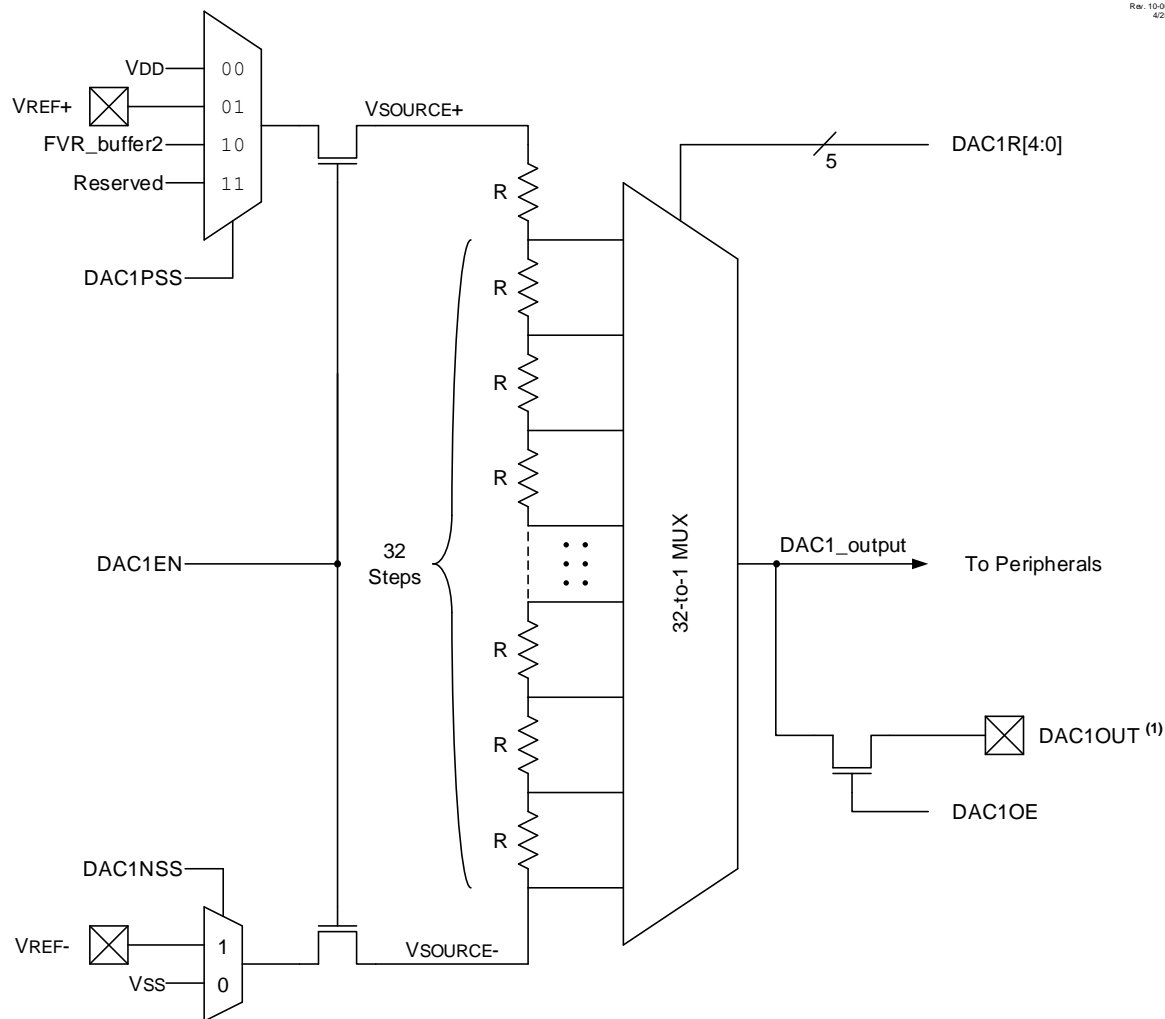 Rev. 10-0
4/2
VDD
00
VREF+
01
VSOURCE+
FVR_buffer2
10
DAC1R[4:0]
Reserved
11
5
R
DAC1PSS
R
R
R
DAC1EN
32
Steps
32-to-1 MUX
DAC1_output
To Peripherals
R
R
DAC1OUT (1)
DAC1OE
R
DAC1NSS
VREF-
1
VSOURCE-
VSS
0